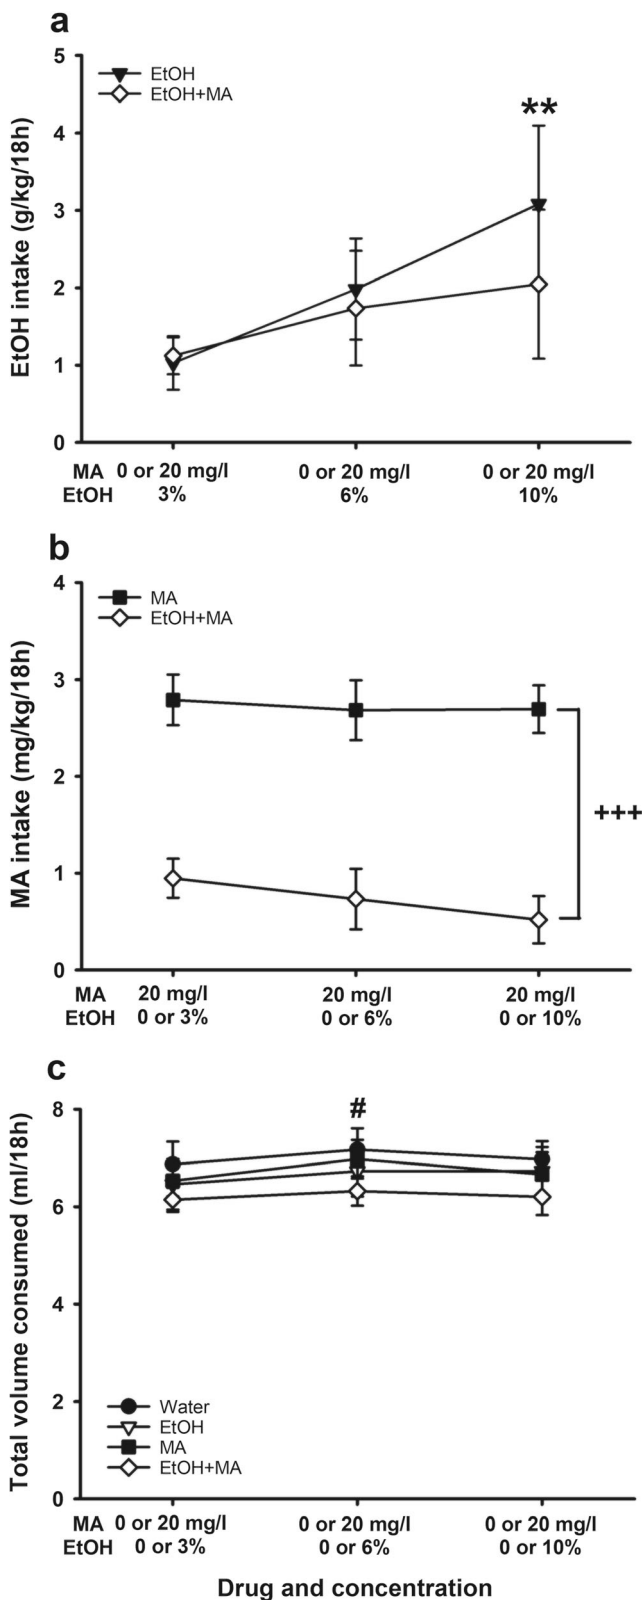 a
5
4
3
2
1
0
EtOH intake (g/kg/18h)
EtOH
EtOH+MA
**
MA 0 or 20 mg/l 0 or 20 mg/l 0 or 20 mg/l
EtOH 3% 6% 10%
b
4
3
2
1
0
MA intake (mg/kg/18h)
MA
EtOH+MA
+++
MA 20 mg/l 20 mg/l 20 mg/l
EtOH 0 or 3% 0 or 6% 0 or 10%
c
8
6
4
2
0
Total volume consumed (ml/18h)
#
Water
EtOH
MA
EtOH+MA
MA 0 or 20 mg/l 0 or 20 mg/l 0 or 20 mg/l
EtOH 0 or 3% 0 or 6% 0 or 10%
Drug and concentration